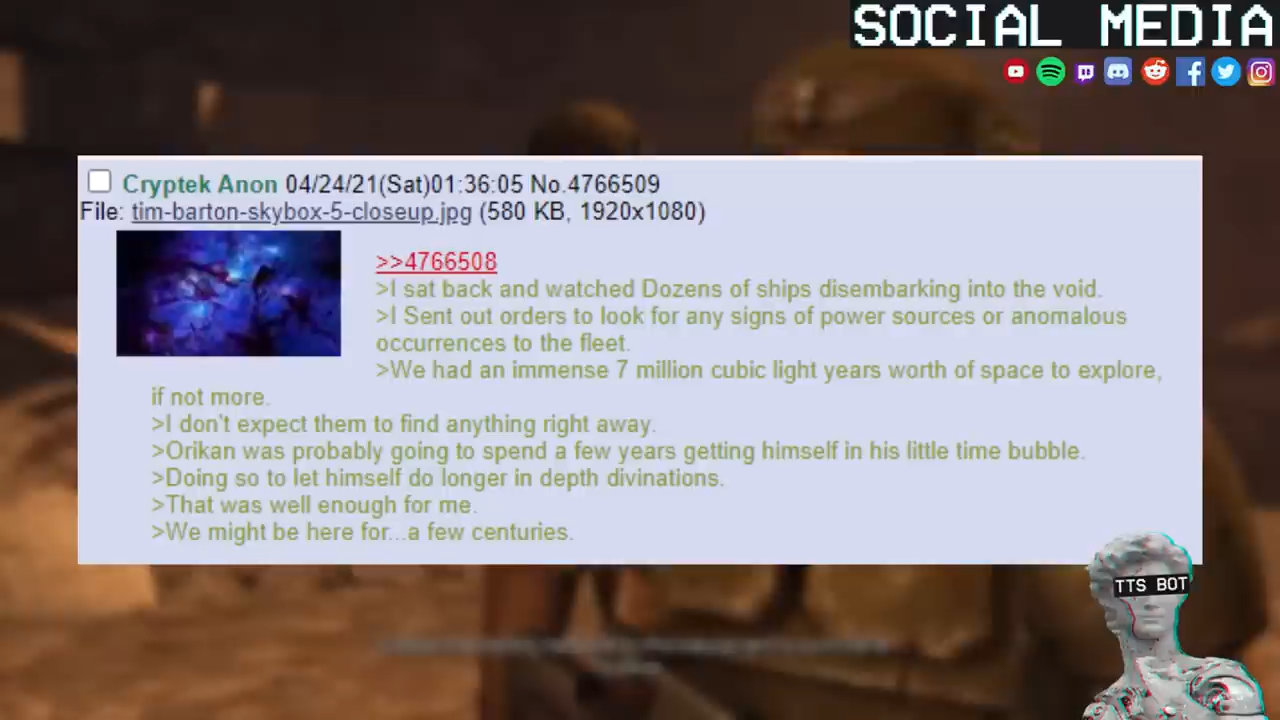 SOCIAL MEDIA
Cryptek Anon 04/24/21(Sat)01:36:05 No.4766509
File: tim-barton-skybox-5-closeup.jpg (580 KB, 1920x1080)
>>4766508
>I sat back and watched Dozens of ships disembarking into the void.
>I Sent out orders to look for any signs of power sources or anomalous
occurrences to the fleet.
>We had an immense 7 million cubic light years worth of space to explore,
if not more.
>I don't expect them to find anything right away.
>Orikan was probably going to spend a few years getting himself in his little time bubble.
>Doing so to let himself do longer in depth divinations.
>That was well enough for me.
>We might be here for...a few centuries.
TTS BOT